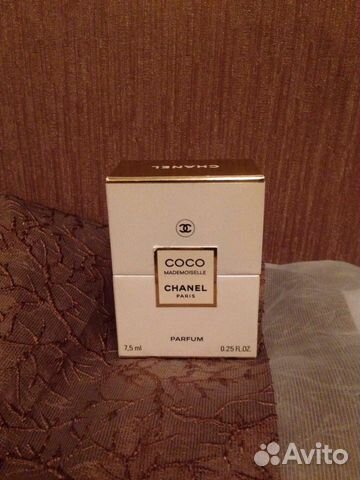 CHANEL
COCO
MADEMOISELLE
CHANEL
PARIS
PARFUM
7,5 ml 0.25 FL.OZ.
Avito